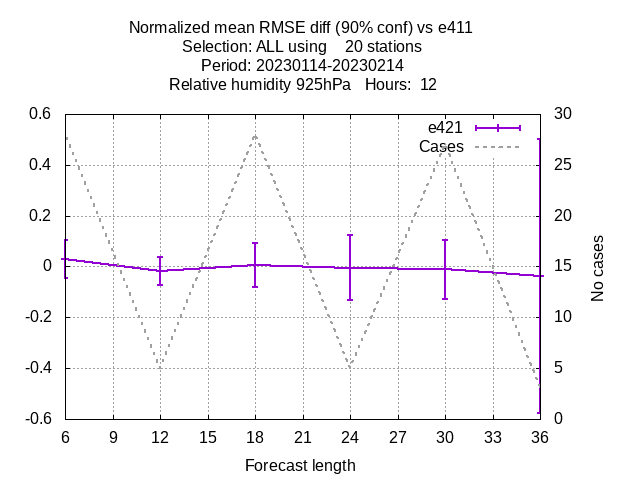 Normalized mean RMSE diff (90% conf) vs e411
Selection: ALL using    20 stations
Period: 20230114-20230214
Relative humidity 925hPa   Hours:  12
0.6
0.4
0.2
0
-0.2
-0.4
-0.6
30
25
20
15
10
5
0
e421
Cases
No cases
6 9 12 15 18 21 24 27 30 33 36
Forecast length